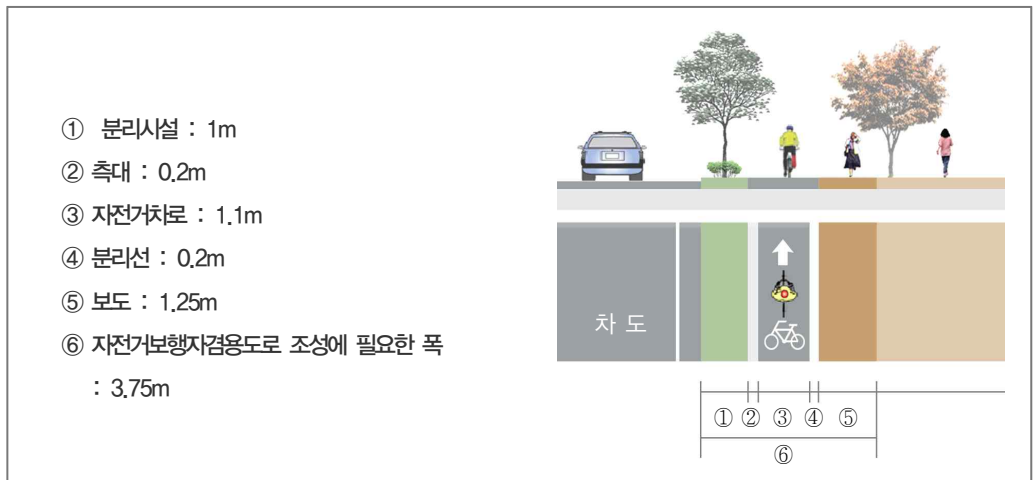 ① 분리시설 : 1m
② 측대 : 0.2m
③ 자전거차로 : 1.1m
④ 분리선 : 0.2m
⑤ 보도 : 1.25m
⑥ 자전거보행자겸용도로 조성에 필요한 폭
: 3.75m
차 도
① ② ③ ④ ⑤
⑥